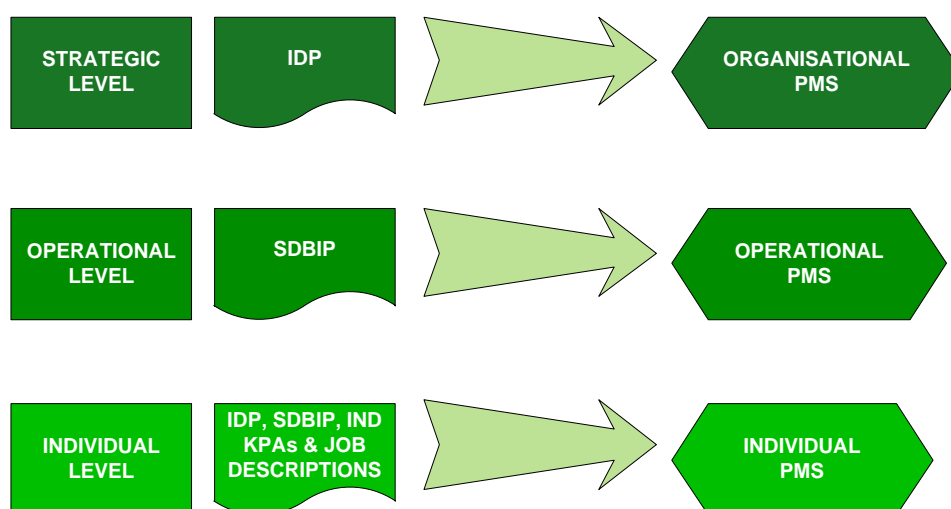 STRATEGIC
LEVEL
IDP
ORGANISATIONAL
PMS
OPERATIONAL
LEVEL
SDBIP
OPERATIONAL
PMS
INDIVIDUAL
LEVEL
IDP, SDBIP, IND
KPAs & JOB
DESCRIPTIONS
INDIVIDUAL
PMS